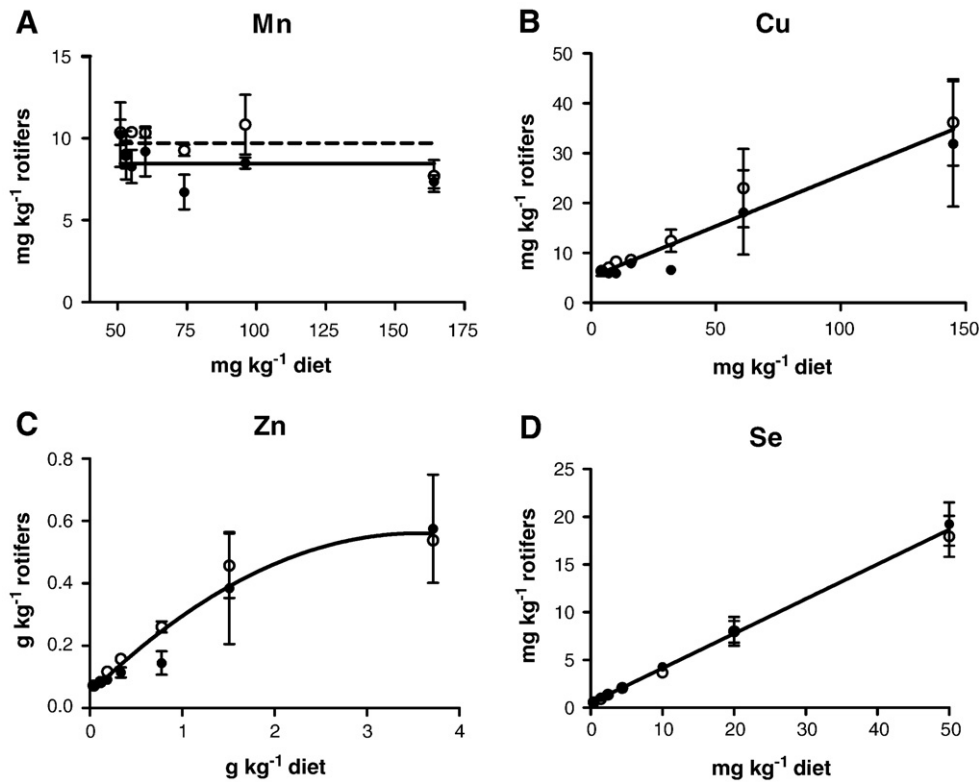 A Mn
15
10
5
0
mg kg⁻¹ rotifers
50 75 100 125 150 175
mg kg⁻¹ diet
B Cu
50
40
30
20
10
0
mg kg⁻¹ rotifers
0 50 100 150
mg kg⁻¹ diet
C Zn
0.8
0.6
0.4
0.2
0.0
g kg⁻¹ rotifers
0 1 2 3 4
g kg⁻¹ diet
D Se
25
20
15
10
5
0
mg kg⁻¹ rotifers
0 10 20 30 40 50
mg kg⁻¹ diet